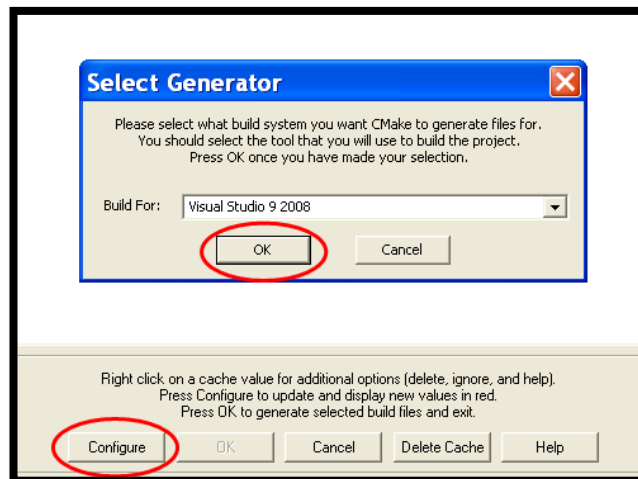 Select Generator
Please select what build system you want CMake to generate files for.
You should select the tool that you will use to build the project.
Press OK once you have made your selection.
Build For: Visual Studio 9 2008
OK Cancel
Right click on a cache value for additional options (delete, ignore, and help).
Press Configure to update and display new values in red.
Press OK to generate selected build files and exit.
Configure OK Cancel Delete Cache Help